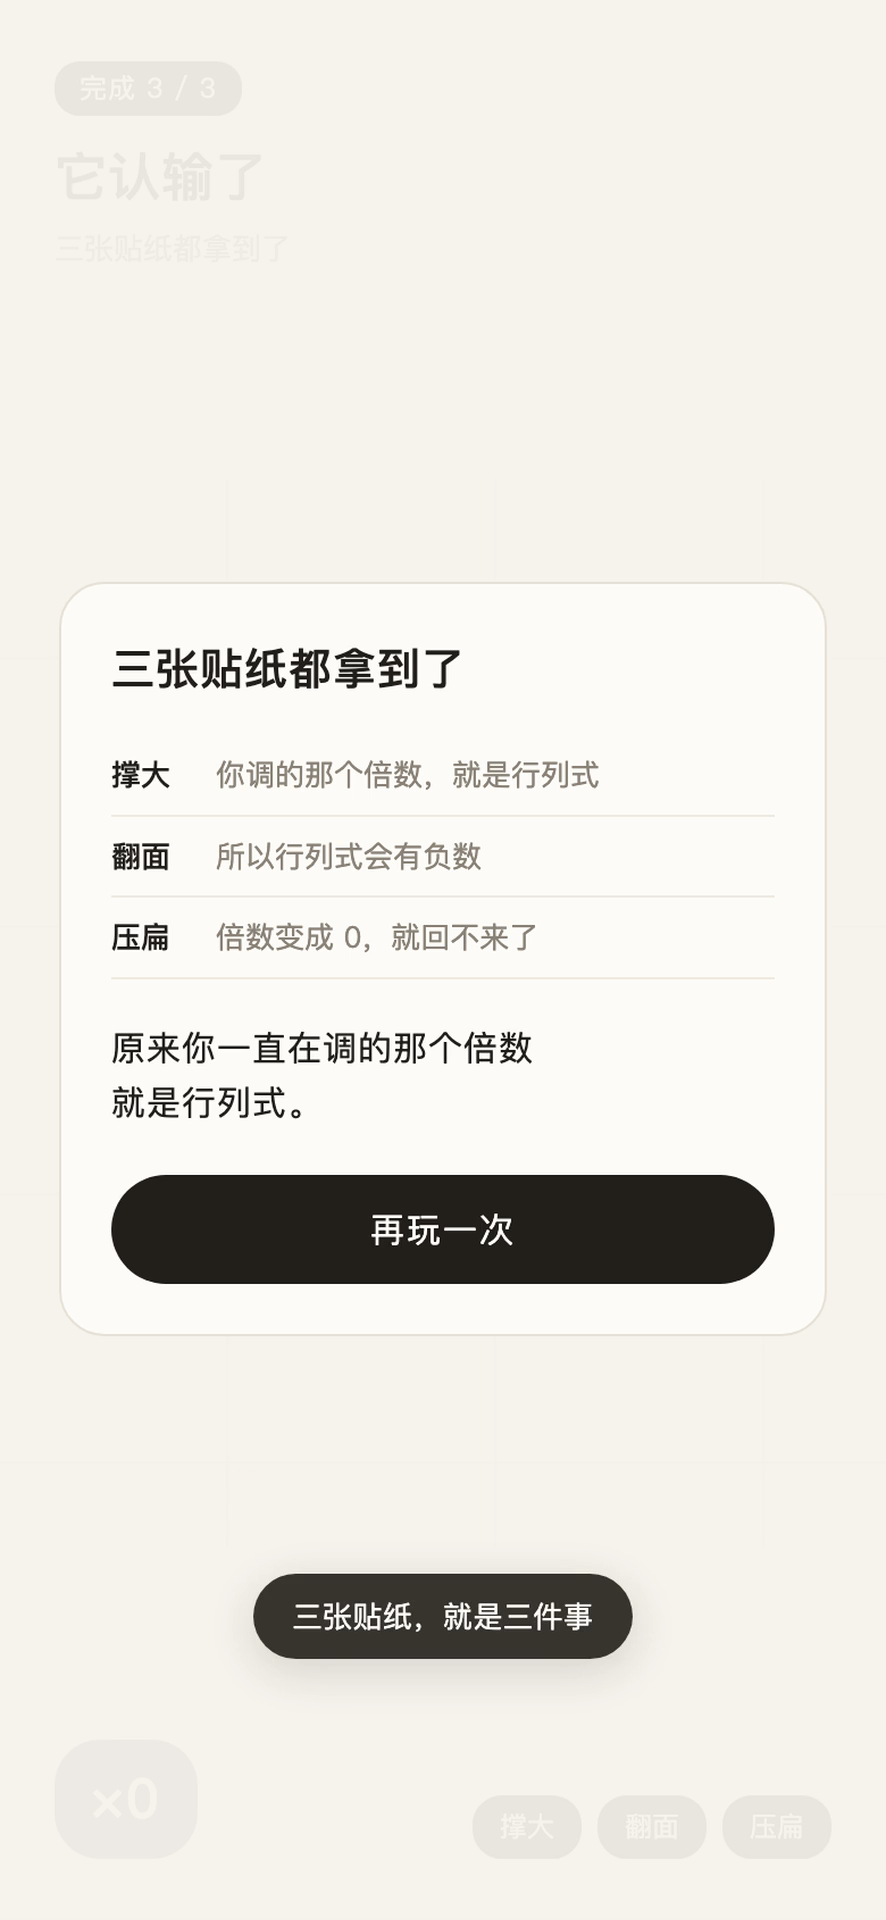 完成 3 / 3
它认输了
三张贴纸都拿到了
三张贴纸都拿到了
撑大 你调的那个倍数，就是行列式
翻面 所以行列式会有负数
压扁 倍数变成 0，就回不来了
原来你一直在调的那个倍数
就是行列式。
再玩一次
三张贴纸，就是三件事
×0
撑大 翻面 压扁